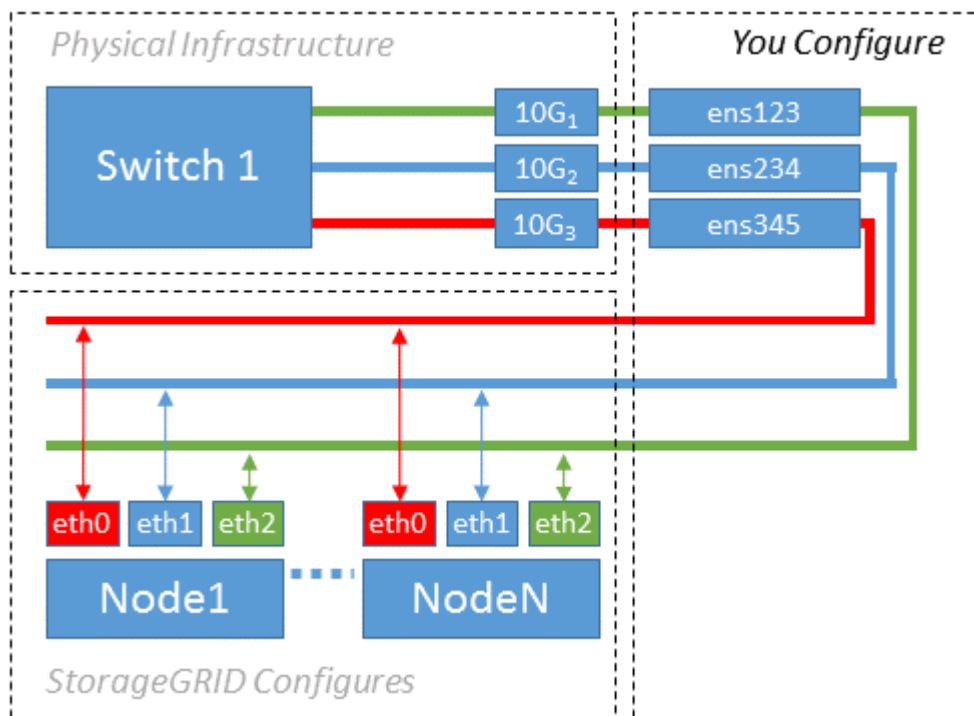 Physical Infrastructure
You Configure
Switch 1
10G₁
ens123
10G₂
ens234
10G₃
ens345
eth0 eth1 eth2
eth0 eth1 eth2
Node1
NodeN
StorageGRID Configures